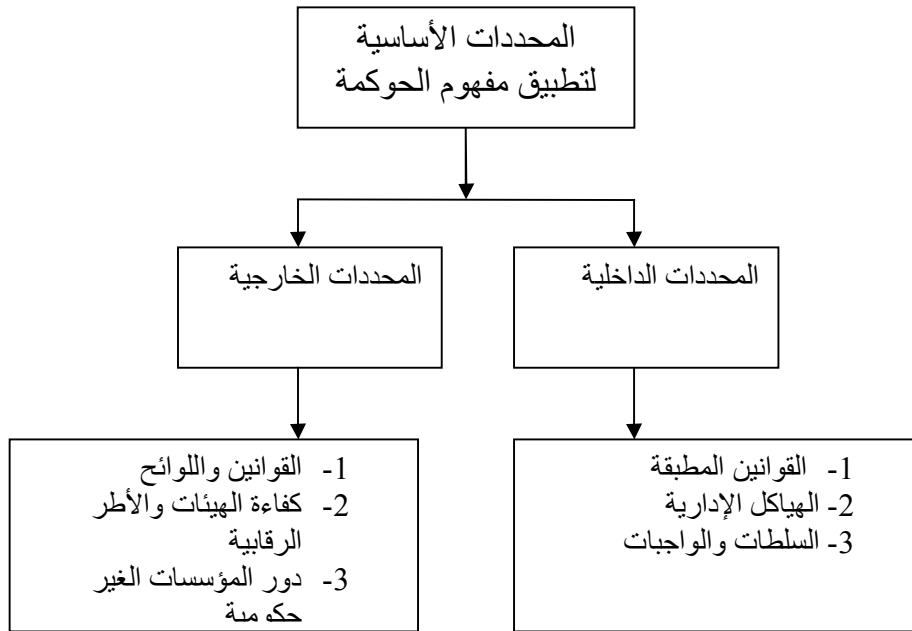 المحددات الأساسية
لتطبيق مفهوم الحوكمة
المحددات الداخلية
المحددات الخارجية
1- القوانين المطبقة
2- الهياكل الإدارية
3- السلطات والواجبات
1- القوانين واللوائح
2- كفاءة الهيئات والأطر
الرقابية
3- دور المؤسسات الغير
حكومية